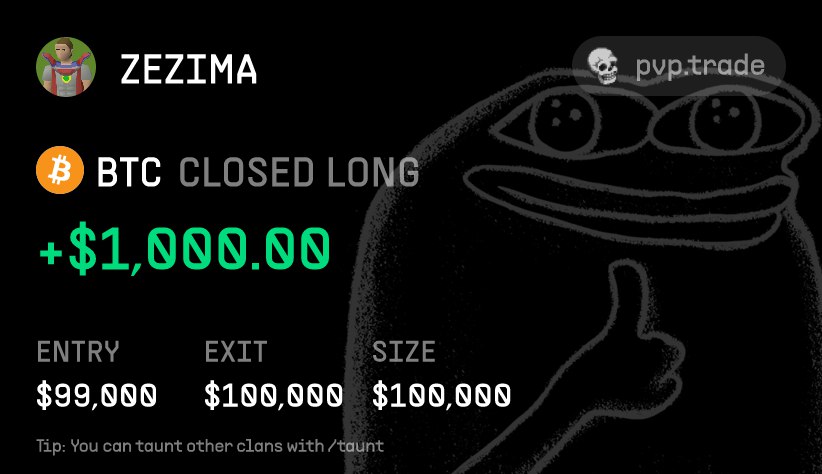 ZEZIMA
pvp.trade
BTC CLOSED LONG
+$1,000.00
ENTRY EXIT SIZE
$99,000 $100,000 $100,000
Tip: You can taunt other clans with /taunt